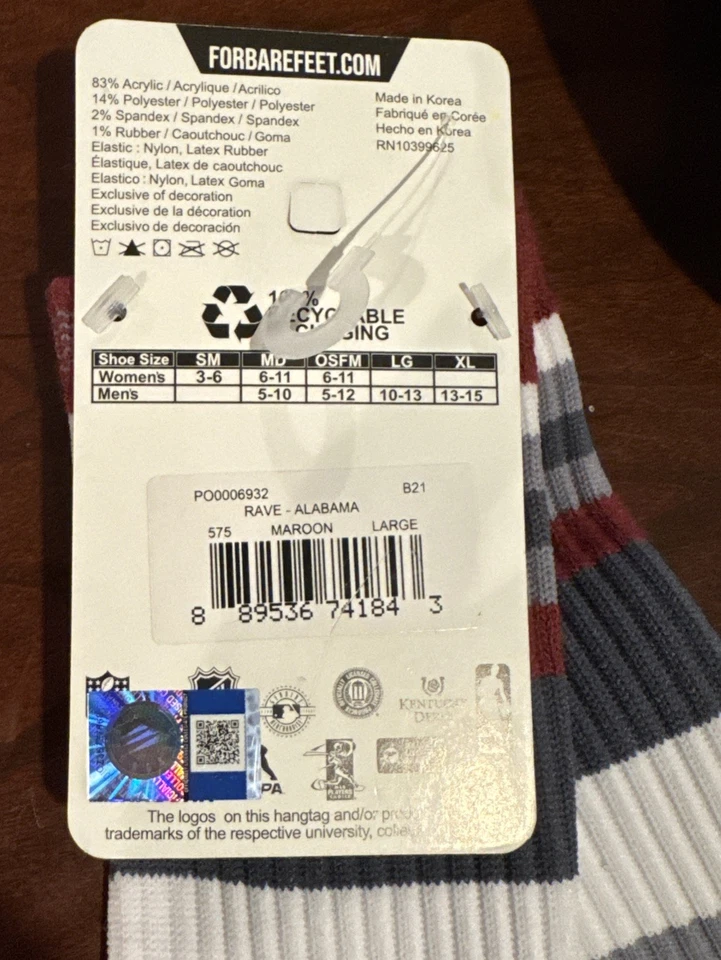 FORBAREFEET.COM
83% Acrylic / Acrylique / Acrilico
14% Polyester / Polyester / Polyester
2% Spandex / Spandex / Spandex
1% Rubber / Caoutchouc / Goma
Elastic : Nylon, Latex Rubber
Élastique, Latex de caoutchouc
Elastico : Nylon, Latex Goma
Exclusive of decoration
Exclusive de la décoration
Exclusivo de decoración
Made in Korea
Fabriqué en Corée
Hecho en Korea
RN10399625
Shoe Size SM MD OSFM LG XL
Women's 3-6 6-11 6-11
Men's 5-10 5-12 10-13 13-15
PO0006932 B21
RAVE - ALABAMA
575 MAROON LARGE
8 89536 74184 3
NHL
KENTUCKY
DERBY
The logos on this hangtag and/or
trademarks of the respective university,